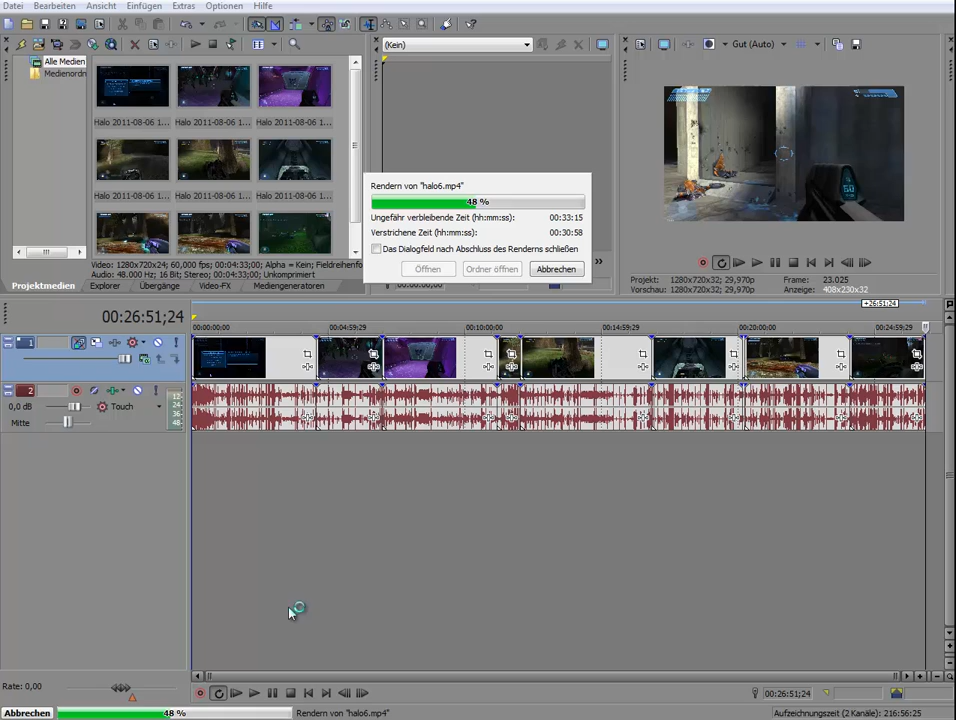 Datei Bearbeiten Ansicht Einfügen Extras Optionen Hilfe
(Kein)
Gut (Auto)
Alle Medien
Medienordn
Halo 2011-08-06 1... Halo 2011-08-06 1... Halo 2011-08-06 1...
Halo 2011-08-06 1... Halo 2011-08-06 1... Halo 2011-08-06 1...
Video: 1280x720x24; 60,000 fps; 00:04:33;00; Alpha = Kein; Fieldreihenfo
Audio: 48.000 Hz; 16 Bit; Stereo; 00:04:33;00; Unkomprimiert
Projektmedien Explorer Übergänge Video-FX Mediengeneratoren
Rendern von "halo6.mp4"
48 %
Ungefähr verbleibende Zeit (hh:mm:ss): 00:33:15
Verstrichene Zeit (hh:mm:ss): 00:30:58
Das Dialogfeld nach Abschluss des Renderns schließen
Öffnen Ordner öffnen Abbrechen
Projekt: 1280x720x32; 29,970p Frame: 23.025
Vorschau: 1280x720x32; 29,970p Anzeige: 408x230x32
+26:51;24
00:26:51;24
00:00:00;00 00:04:59;29 00:10:00;00 00:14:59;29 00:20:00;00 00:24:59;29
1
2
0,0 dB Touch
Mitte
12-
24-
36-
48-
Rate: 0,00
00:26:51;24
Abbrechen 48 % Rendern von "halo6.mp4" Aufzeichnungszeit (2 Kanäle): 216:56:25